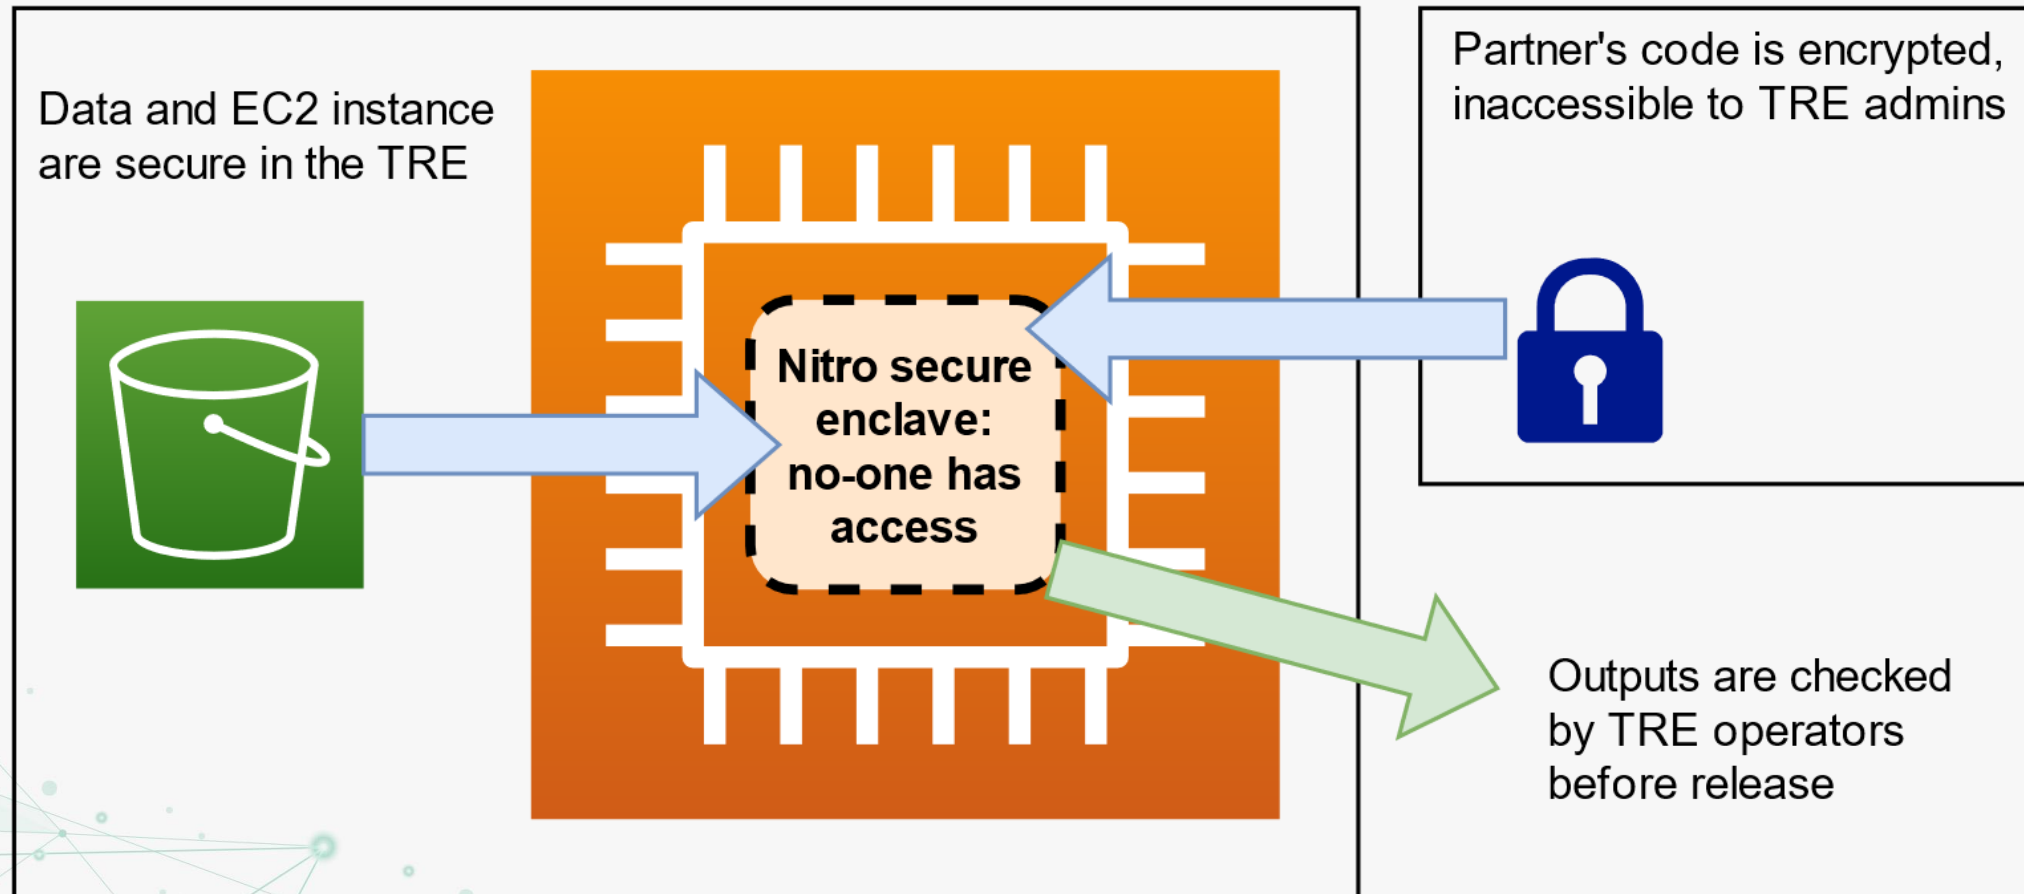 Data and EC2 instance
are secure in the TRE
Partner's code is encrypted,
inaccessible to TRE admins
Nitro secure
enclave:
no-one has
access
Outputs are checked
by TRE operators
before release